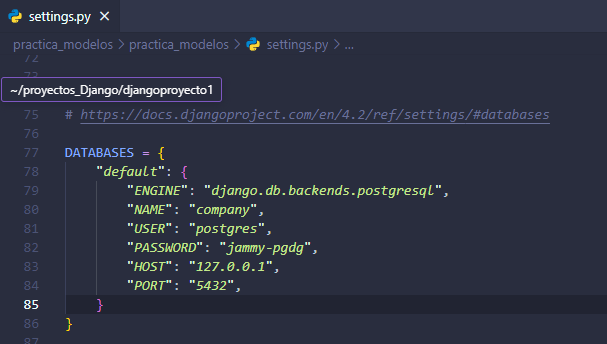 settings.py ×
practica_modelos > practica_modelos > settings.py > ...
72
73
~/proyectos_Django/djangoproyecto1
75 # https://docs.djangoproject.com/en/4.2/ref/settings/#databases
76
77 DATABASES = {
78 "default": {
79 "ENGINE": "django.db.backends.postgresql",
80 "NAME": "company",
81 "USER": "postgres",
82 "PASSWORD": "jammy-pgdg",
83 "HOST": "127.0.0.1",
84 "PORT": "5432",
85 }
86 }
87